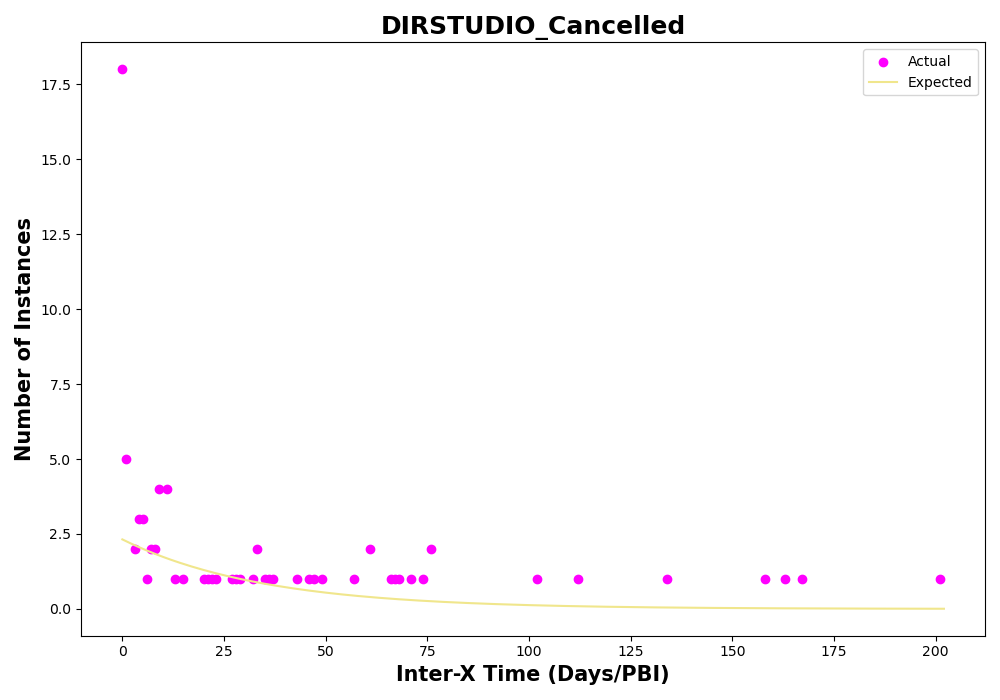 DIRSTUDIO_Cancelled
Actual
Expected
Number of Instances
17.5
15.0
12.5
10.0
7.5
5.0
2.5
0.0
0 25 50 75 100 125 150 175 200
Inter-X Time (Days/PBI)